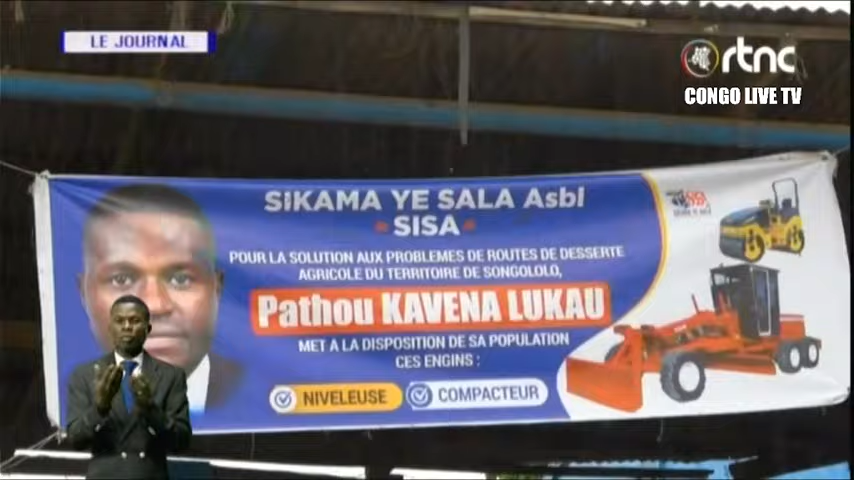 LE JOURNAL
rtnc
CONGO LIVE TV
SIKAMA YE SALA Asbl
SISA
POUR LA SOLUTION AUX PROBLEMES DE ROUTES DE DESSERTE
AGRICOLE DU TERRITOIRE DE SONGOLOLO,
Pathou KAVENA LUKAU
MET A LA DISPOSITION DE SA POPULATION
CES ENGINS :
NIVELEUSE
COMPACTEUR